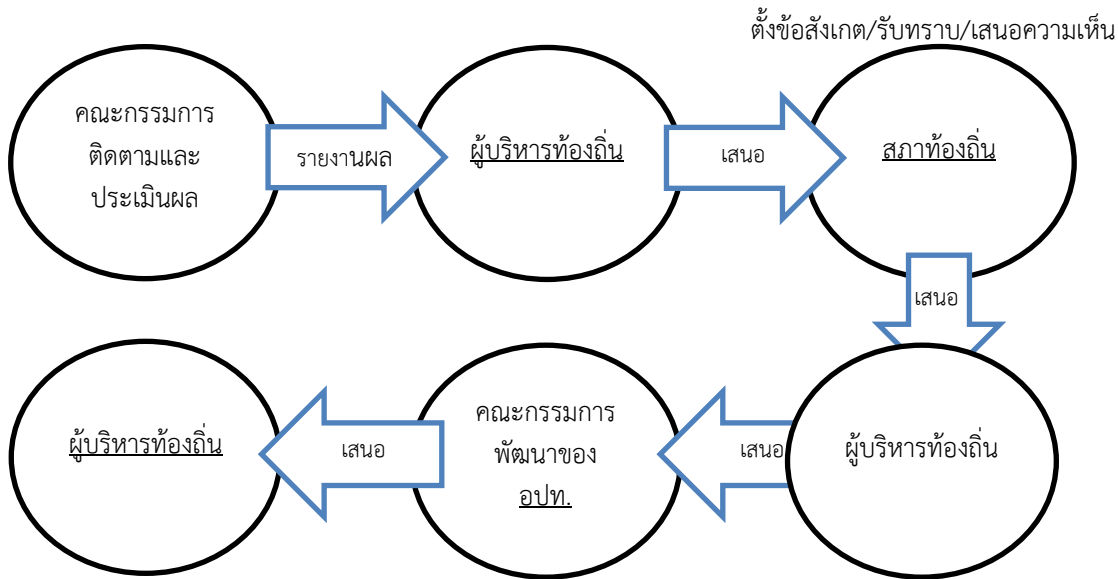 ตั้งข้อสังเกต/รับทราบ/เสนอความเห็น
คณะกรรมการ
ติดตามและ
ประเมินผล
รายงานผล
ผู้บริหารท้องถิ่น
เสนอ
สภาท้องถิ่น
เสนอ
ผู้บริหารท้องถิ่น
เสนอ
คณะกรรมการ
พัฒนาของ
อปท.
เสนอ
ผู้บริหารท้องถิ่น